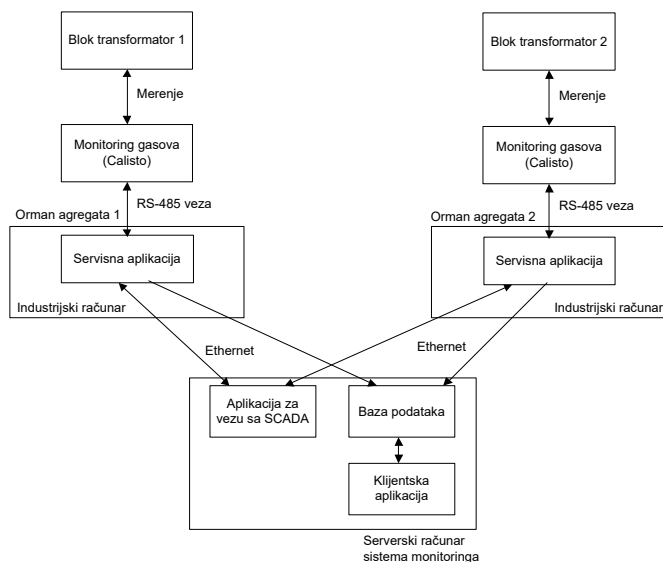 Blok transformator 1
Blok transformator 2
Merenje
Merenje
Monitoring gasova
(Calisto)
Monitoring gasova
(Calisto)
RS-485 veza
RS-485 veza
Orman agregata 1
Orman agregata 2
Servisna aplikacija
Servisna aplikacija
Industrijski računar
Industrijski računar
Ethernet
Ethernet
Aplikacija za
vezu sa SCADA
Baza podataka
Klijentska
aplikacija
Serverski računar
sistema monitoringa